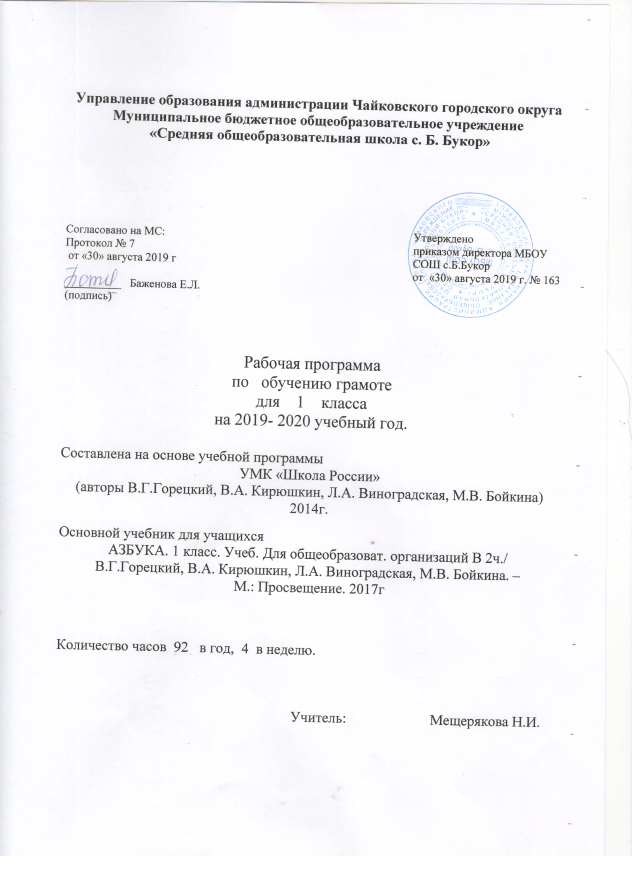 Управление образования администрации Чайковского городского округа
Муниципальное бюджетное общеобразовательное учреждение
«Средняя общеобразовательная школа с. Б. Букор»
Согласовано на МС:
Протокол № 7
от «30» августа 2019 г
Баженова Е.Л.
(подпись)
Утверждено
приказом директора МБОУ
СОШ с.Б.Букор
от «30» августа 2019 г. № 163
Рабочая программа
по обучению грамоте
для 1 класса
на 2019- 2020 учебный год.
Составлена на основе учебной программы
УМК «Школа России»
(авторы В.Г.Горецкий, В.А. Кирюшкин, Л.А. Виноградская, М.В. Бойкина)
2014г.
Основной учебник для учащихся
АЗБУКА. 1 класс. Учеб. Для общеобразоват. организаций В 2ч./
В.Г.Горецкий, В.А. Кирюшкин, Л.А. Виноградская, М.В. Бойкина. –
М.: Просвещение. 2017г
Количество часов 92 в год, 4 в неделю.
Учитель: Мещерякова Н.И.